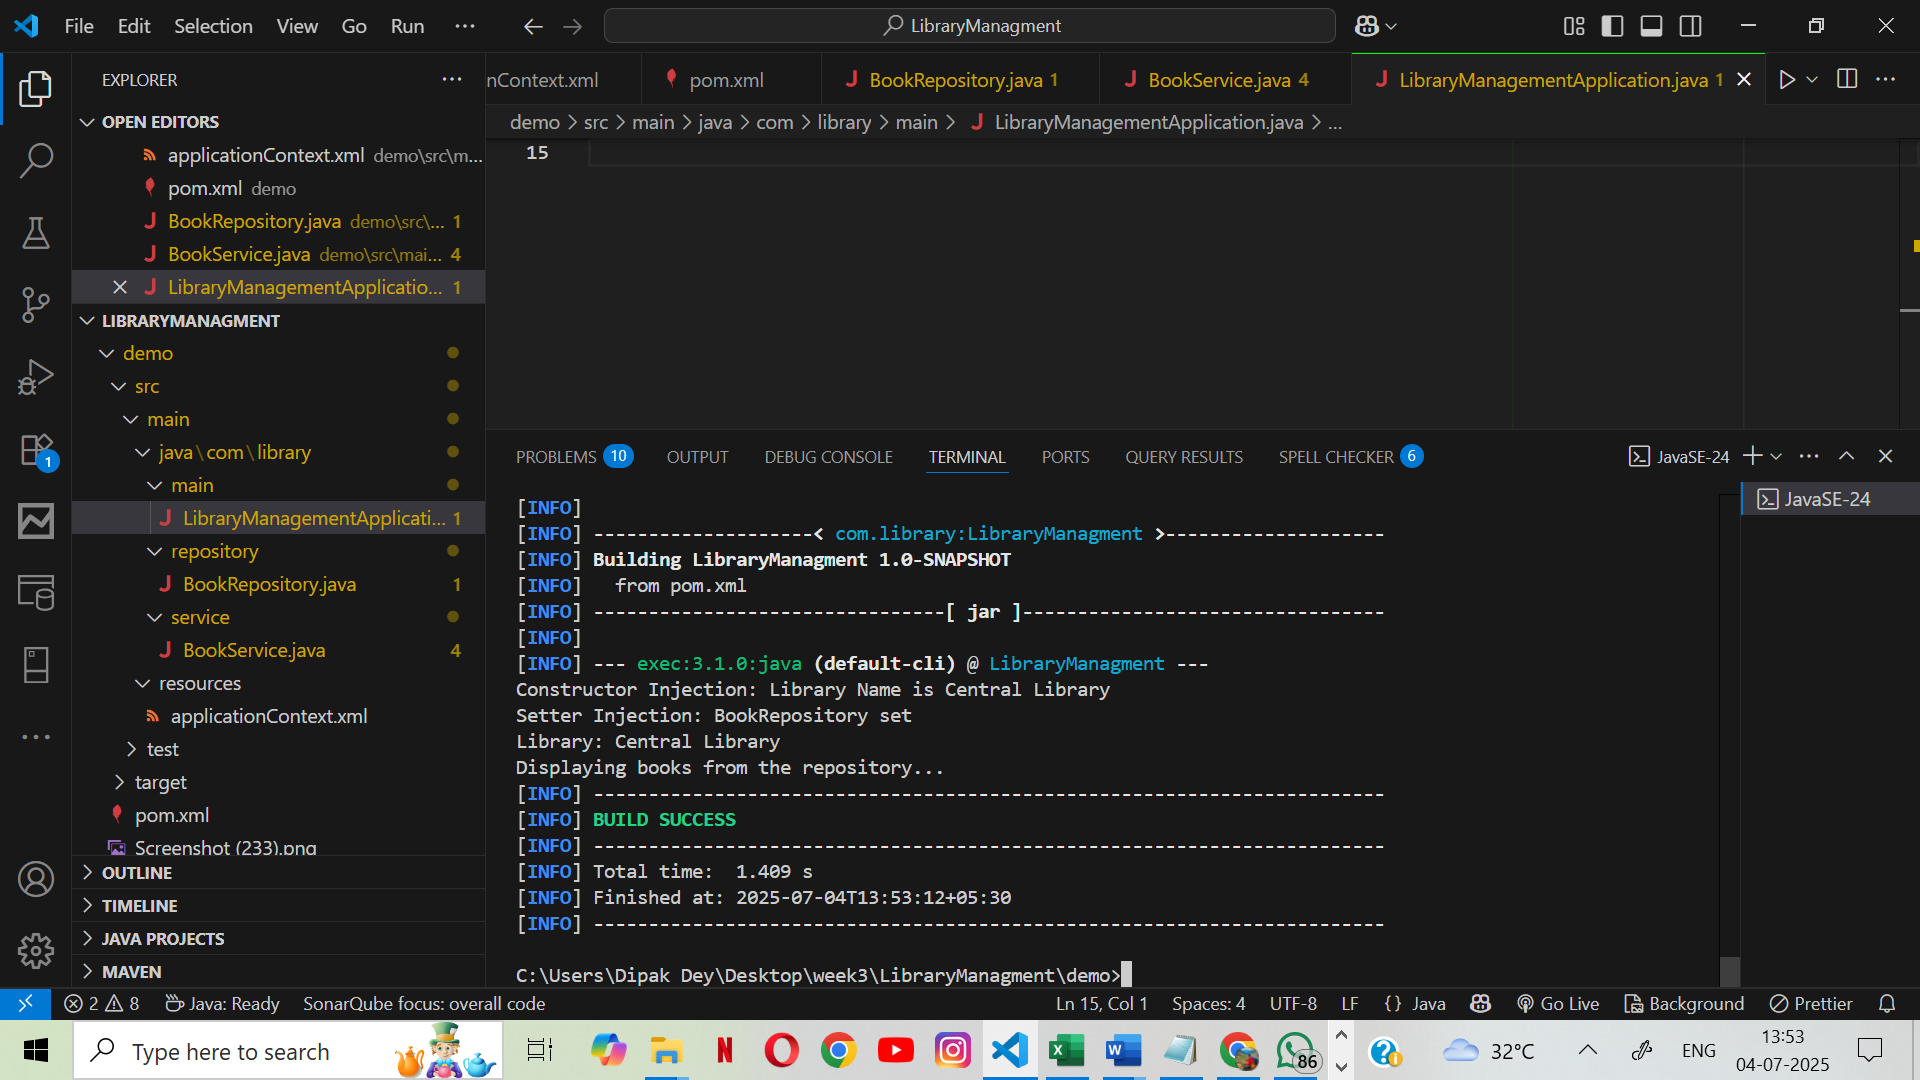 File Edit Selection View Go Run ... LibraryManagment
EXPLORER ...
nContext.xml pom.xml BookRepository.java 1 BookService.java 4 LibraryManagementApplication.java 1
OPEN EDITORS
applicationContext.xml demo\src\m...
pom.xml demo
BookRepository.java demo\src\... 1
BookService.java demo\src\mai... 4
LibraryManagementApplicatio... 1
LIBRARYMANAGMENT
demo
src
main
java\com\library
main
LibraryManagementApplicati... 1
repository
BookRepository.java 1
service
BookService.java 4
resources
applicationContext.xml
test
target
pom.xml
Screenshot (233).png
OUTLINE
TIMELINE
JAVA PROJECTS
MAVEN
1
demo > src > main > java > com > library > main > LibraryManagementApplication.java > ...
15
PROBLEMS 10 OUTPUT DEBUG CONSOLE TERMINAL PORTS QUERY RESULTS SPELL CHECKER 6 JavaSE-24
JavaSE-24
[INFO]
[INFO] --------------------< com.library:LibraryManagment >--------------------
[INFO] Building LibraryManagment 1.0-SNAPSHOT
[INFO]   from pom.xml
[INFO] --------------------------------[ jar ]---------------------------------
[INFO]
[INFO] --- exec:3.1.0:java (default-cli) @ LibraryManagment ---
Constructor Injection: Library Name is Central Library
Setter Injection: BookRepository set
Library: Central Library
Displaying books from the repository...
[INFO] ------------------------------------------------------------------------
[INFO] BUILD SUCCESS
[INFO] ------------------------------------------------------------------------
[INFO] Total time:  1.409 s
[INFO] Finished at: 2025-07-04T13:53:12+05:30
[INFO] ------------------------------------------------------------------------
C:\Users\Dipak Dey\Desktop\week3\LibraryManagment\demo>
2 8 Java: Ready SonarQube focus: overall code Ln 15, Col 1 Spaces: 4 UTF-8 LF {} Java Go Live Background Prettier
Type here to search 86 32°C ENG 13:53
04-07-2025